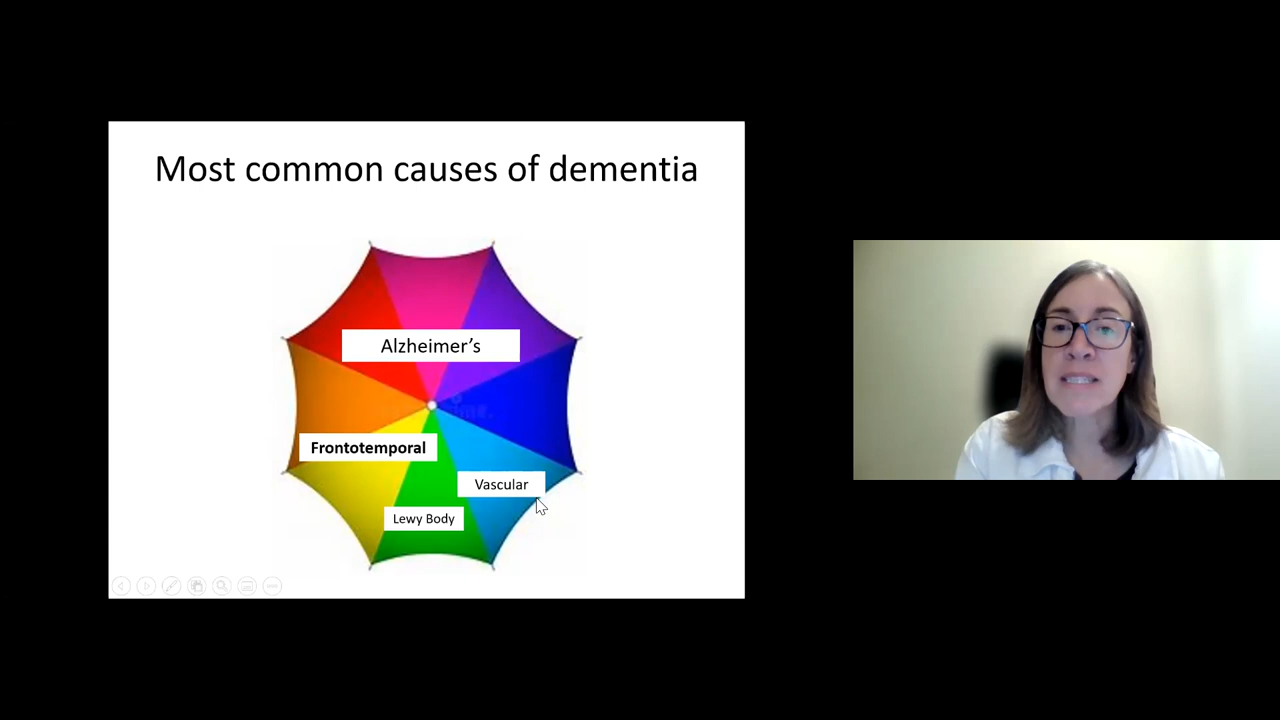 Most common causes of dementia
Alzheimer's
Frontotemporal
Vascular
Lewy Body